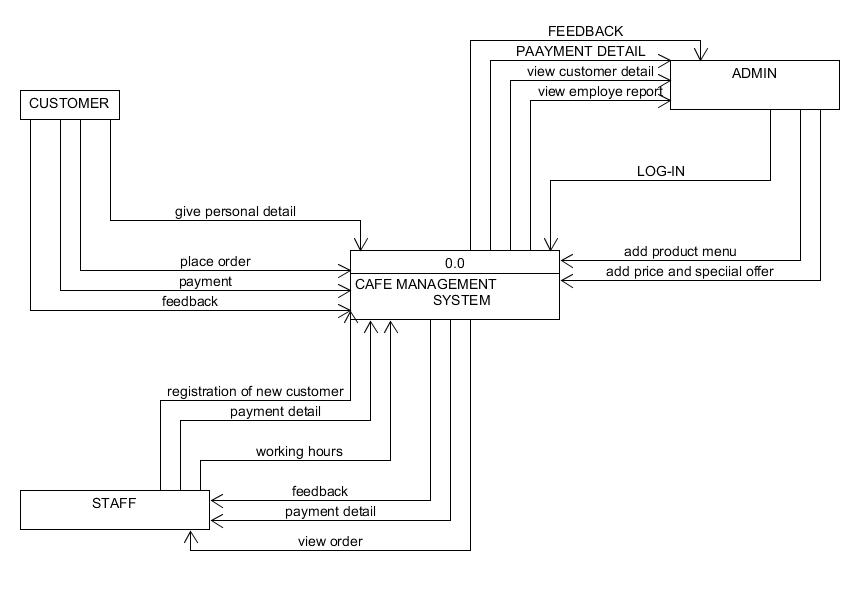 FEEDBACK
PAAYMENT DETAIL
view customer detail
view employe report
ADMIN
CUSTOMER
LOG-IN
give personal detail
place order
payment
feedback
0.0
CAFE MANAGEMENT
SYSTEM
add product menu
add price and speciial offer
registration of new customer
payment detail
working hours
STAFF
feedback
payment detail
view order